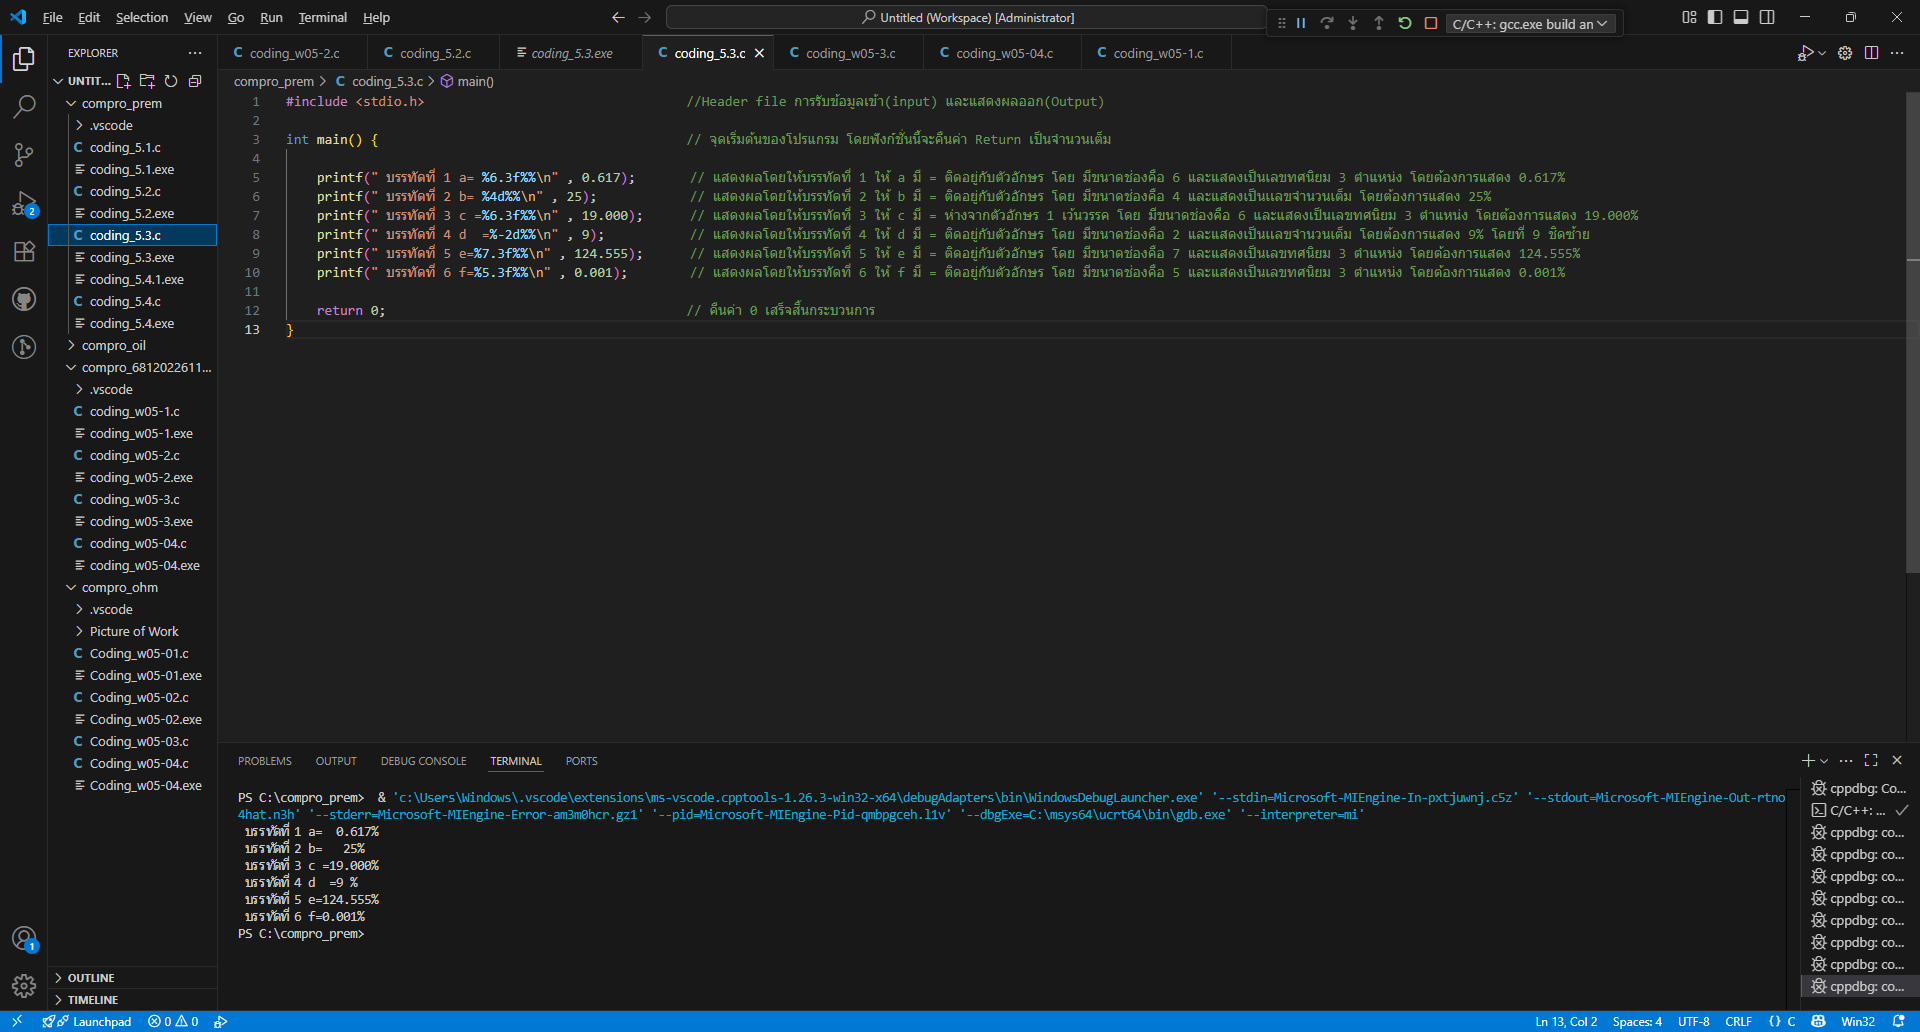 File Edit Selection View Go Run Terminal Help
Untitled (Workspace) [Administrator]
C/C++: gcc.exe build an
EXPLORER
coding_w05-2.c
coding_5.2.c
coding_5.3.exe
coding_5.3.c
coding_w05-3.c
coding_w05-04.c
coding_w05-1.c
UNTIT...
compro_prem > C coding_5.3.c > main()
compro_prem
.vscode
coding_5.1.c
coding_5.1.exe
coding_5.2.c
coding_5.2.exe
coding_5.3.c
coding_5.3.exe
coding_5.4.1.exe
coding_5.4.c
coding_5.4.exe
compro_oil
compro_6812022611...
.vscode
coding_w05-1.c
coding_w05-1.exe
coding_w05-2.c
coding_w05-2.exe
coding_w05-3.c
coding_w05-3.exe
coding_w05-04.c
coding_w05-04.exe
compro_ohm
.vscode
Picture of Work
Coding_w05-01.c
Coding_w05-01.exe
Coding_w05-02.c
Coding_w05-02.exe
Coding_w05-03.c
Coding_w05-04.c
Coding_w05-04.exe
OUTLINE
TIMELINE
1 #include <stdio.h> //Header file การรับข้อมูลเข้า(input) และแสดงผลออก(Output)
2
3 int main() { // จุดเริ่มต้นของโปรแกรม โดยฟังก์ชั่นนี้จะคืนค่า Return เป็นจำนวนเต็ม
4
5 printf(" บรรทัดที่ 1 a= %6.3f%%\n" , 0.617); // แสดงผลโดยให้บรรทัดที่ 1 ให้ a มี = ติดอยู่กับตัวอักษร โดย มีขนาดช่องคือ 6 และแสดงเป็นเลขทศนิยม 3 ตำแหน่ง โดยต้องการแสดง 0.617%
6 printf(" บรรทัดที่ 2 b= %4d%%\n" , 25); // แสดงผลโดยให้บรรทัดที่ 2 ให้ b มี = ติดอยู่กับตัวอักษร โดย มีขนาดช่องคือ 4 และแสดงเป็นเลขจำนวนเต็ม โดยต้องการแสดง 25%
7 printf(" บรรทัดที่ 3 c =%6.3f%%\n" , 19.000); // แสดงผลโดยให้บรรทัดที่ 3 ให้ c มี = ห่างจากตัวอักษร 1 เว้นวรรค โดย มีขนาดช่องคือ 6 และแสดงเป็นเลขทศนิยม 3 ตำแหน่ง โดยต้องการแสดง 19.000%
8 printf(" บรรทัดที่ 4 d  =%-2d%%\n" , 9); // แสดงผลโดยให้บรรทัดที่ 4 ให้ d มี = ติดอยู่กับตัวอักษร โดย มีขนาดช่องคือ 2 และแสดงเป็นเลขจำนวนเต็ม โดยต้องการแสดง 9% โดยที่ 9 ชิดซ้าย
9 printf(" บรรทัดที่ 5 e=%7.3f%%\n" , 124.555); // แสดงผลโดยให้บรรทัดที่ 5 ให้ e มี = ติดอยู่กับตัวอักษร โดย มีขนาดช่องคือ 7 และแสดงเป็นเลขทศนิยม 3 ตำแหน่ง โดยต้องการแสดง 124.555%
10 printf(" บรรทัดที่ 6 f=%5.3f%%\n" , 0.001); // แสดงผลโดยให้บรรทัดที่ 6 ให้ f มี = ติดอยู่กับตัวอักษร โดย มีขนาดช่องคือ 5 และแสดงเป็นเลขทศนิยม 3 ตำแหน่ง โดยต้องการแสดง 0.001%
11
12 return 0; // คืนค่า 0 เสร็จสิ้นกระบวนการ
13 }
PROBLEMS OUTPUT DEBUG CONSOLE TERMINAL PORTS
PS C:\compro_prem>  & 'c:\Users\Windows\.vscode\extensions\ms-vscode.cpptools-1.26.3-win32-x64\debugAdapters\bin\WindowsDebugLauncher.exe' '--stdin=Microsoft-MIEngine-In-pxtjuwnj.c5z' '--stdout=Microsoft-MIEngine-Out-rtno
4hat.n3h' '--stderr=Microsoft-MIEngine-Error-am3m0hcr.gz1' '--pid=Microsoft-MIEngine-Pid-qmbpgceh.l1v' '--dbgExe=C:\msys64\ucrt64\bin\gdb.exe' '--interpreter=mi'
บรรทัดที่ 1 a=  0.617%
บรรทัดที่ 2 b=   25%
บรรทัดที่ 3 c =19.000%
บรรทัดที่ 4 d  =9 %
บรรทัดที่ 5 e=124.555%
บรรทัดที่ 6 f=0.001%
PS C:\compro_prem>
cppdbg: Co...
C/C++: ...
cppdbg: co...
cppdbg: co...
cppdbg: co...
cppdbg: co...
cppdbg: co...
cppdbg: co...
cppdbg: co...
cppdbg: co...
2
1
Launchpad 0 0 Ln 13, Col 2 Spaces: 4 UTF-8 CRLF {} C Win32